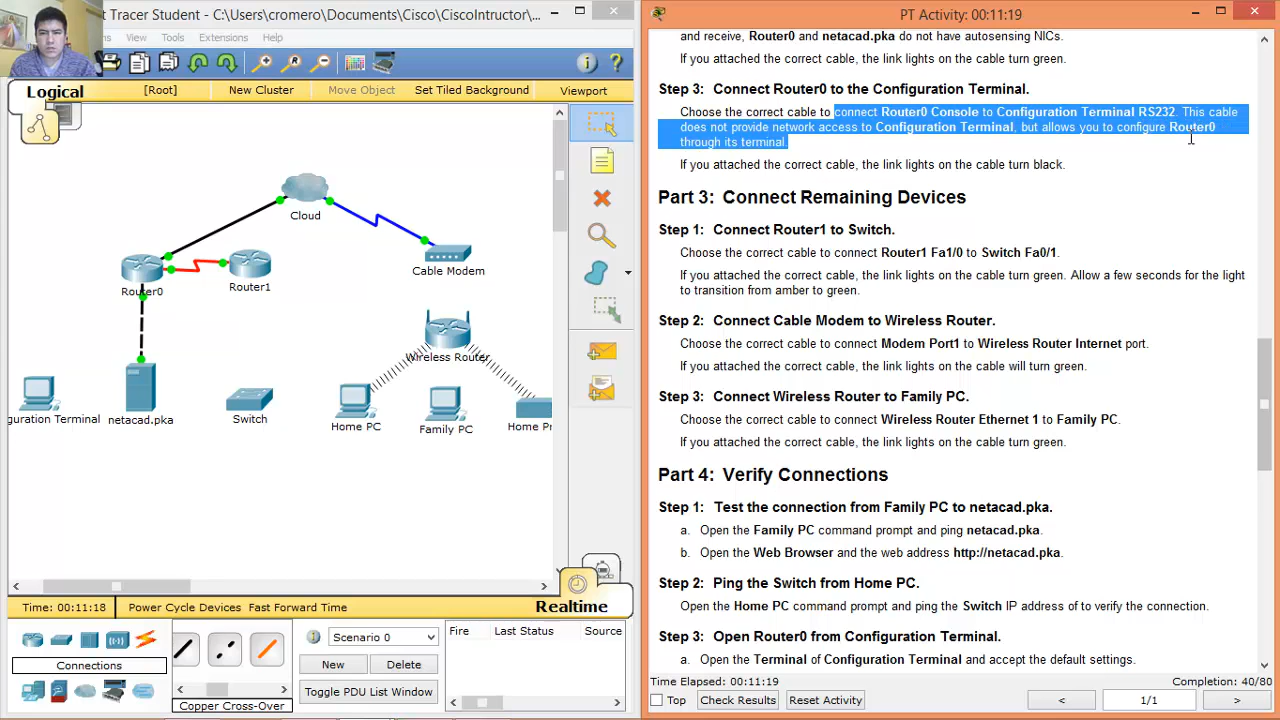 t Tracer Student - C:\Users\cromero\Documents\Cisco\CiscoIntructor\...
View
Tools
Extensions
Help
Logical
[Root]
New Cluster
Move Object
Set Tiled Background
Viewport
Cloud
Cable Modem
Router0
Router1
Wireless Router
guration Terminal
netacad.pka
Switch
Home PC
Family PC
Home Pr
Time: 00:11:18
Power Cycle Devices
Fast Forward Time
Realtime
Connections
Copper Cross-Over
Scenario 0
New
Delete
Toggle PDU List Window
Fire
Last Status
Source
PT Activity: 00:11:19
and receive, Router0 and netacad.pka do not have autosensing NICs.
If you attached the correct cable, the link lights on the cable turn green.
Step 3: Connect Router0 to the Configuration Terminal.
Choose the correct cable to connect Router0 Console to Configuration Terminal RS232. This cable
does not provide network access to Configuration Terminal, but allows you to configure Router0
through its terminal.
If you attached the correct cable, the link lights on the cable turn black.
Part 3: Connect Remaining Devices
Step 1: Connect Router1 to Switch.
Choose the correct cable to connect Router1 Fa1/0 to Switch Fa0/1.
If you attached the correct cable, the link lights on the cable turn green. Allow a few seconds for the light
to transition from amber to green.
Step 2: Connect Cable Modem to Wireless Router.
Choose the correct cable to connect Modem Port1 to Wireless Router Internet port.
If you attached the correct cable, the link lights on the cable will turn green.
Step 3: Connect Wireless Router to Family PC.
Choose the correct cable to connect Wireless Router Ethernet 1 to Family PC.
If you attached the correct cable, the link lights on the cable turn green.
Part 4: Verify Connections
Step 1: Test the connection from Family PC to netacad.pka.
a. Open the Family PC command prompt and ping netacad.pka.
b. Open the Web Browser and the web address http://netacad.pka.
Step 2: Ping the Switch from Home PC.
Open the Home PC command prompt and ping the Switch IP address of to verify the connection.
Step 3: Open Router0 from Configuration Terminal.
a. Open the Terminal of Configuration Terminal and accept the default settings.
Time Elapsed: 00:11:19
Completion: 40/80
Top
Check Results
Reset Activity
<
1/1
>